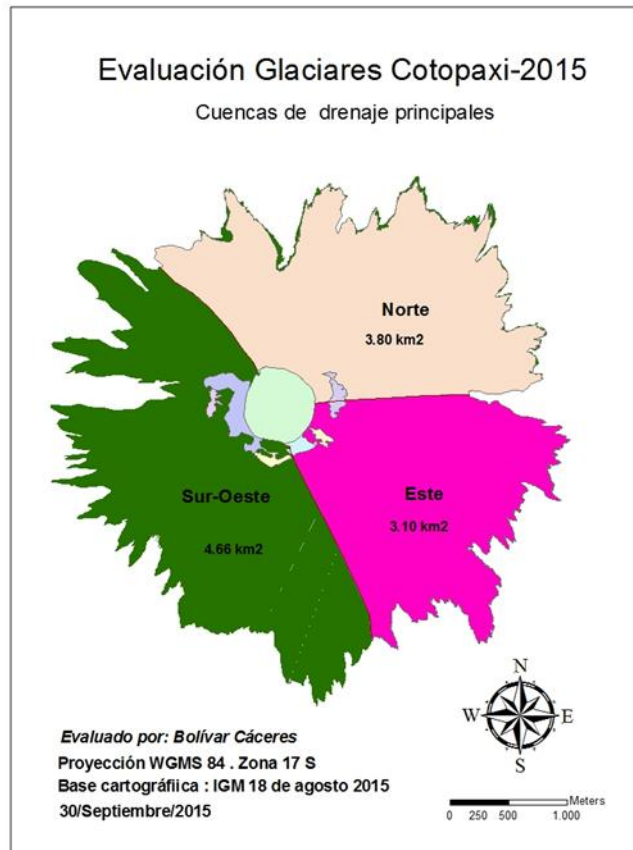 Evaluación Glaciares Cotopaxi-2015
Cuencas de drenaje principales
Norte
3.80 km2
Sur-Oeste
4.66 km2
Este
3.10 km2
N
W
E
S
Evaluado por: Bolívar Cáceres
Proyección WGMS 84 . Zona 17 S
Base cartográfiica : IGM 18 de agosto 2015
30/Septiembre/2015
Meters
0 250 500 1.000